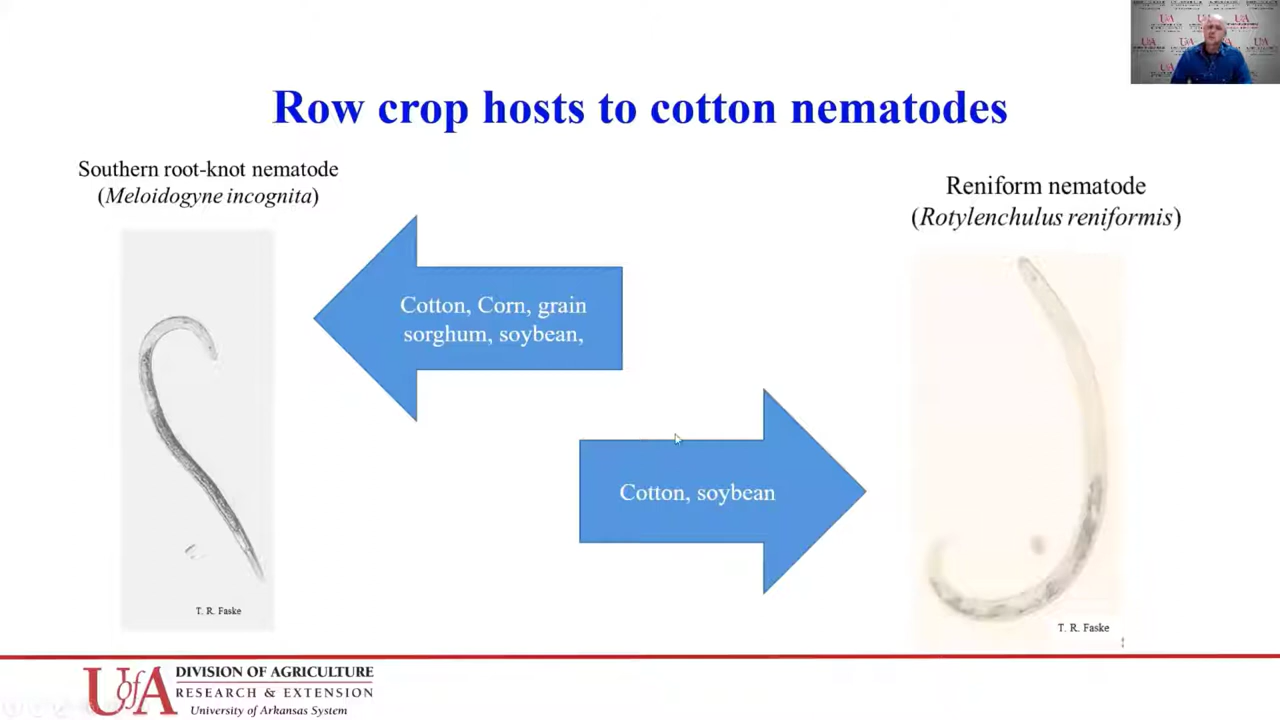 Row crop hosts to cotton nematodes
Southern root-knot nematode
(Meloidogyne incognita)
Reniform nematode
(Rotylenchulus reniformis)
Cotton, Corn, grain
sorghum, soybean,
Cotton, soybean
T. R. Faske
T. R. Faske
UofA
DIVISION OF AGRICULTURE
RESEARCH & EXTENSION
University of Arkansas System